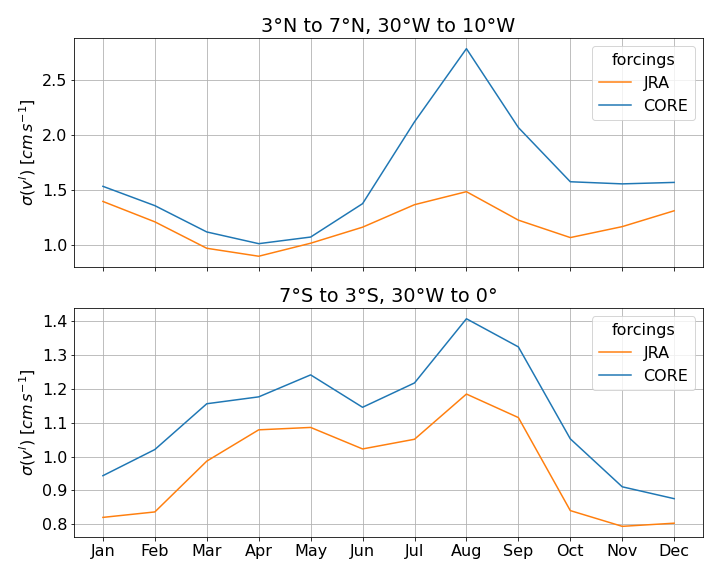 3°N to 7°N, 30°W to 10°W
σ(v^I) [cm s⁻¹]
2.5
2.0
1.5
1.0
forcings
JRA
CORE
7°S to 3°S, 30°W to 0°
σ(v^I) [cm s⁻¹]
1.4
1.3
1.2
1.1
1.0
0.9
0.8
forcings
JRA
CORE
Jan Feb Mar Apr May Jun Jul Aug Sep Oct Nov Dec